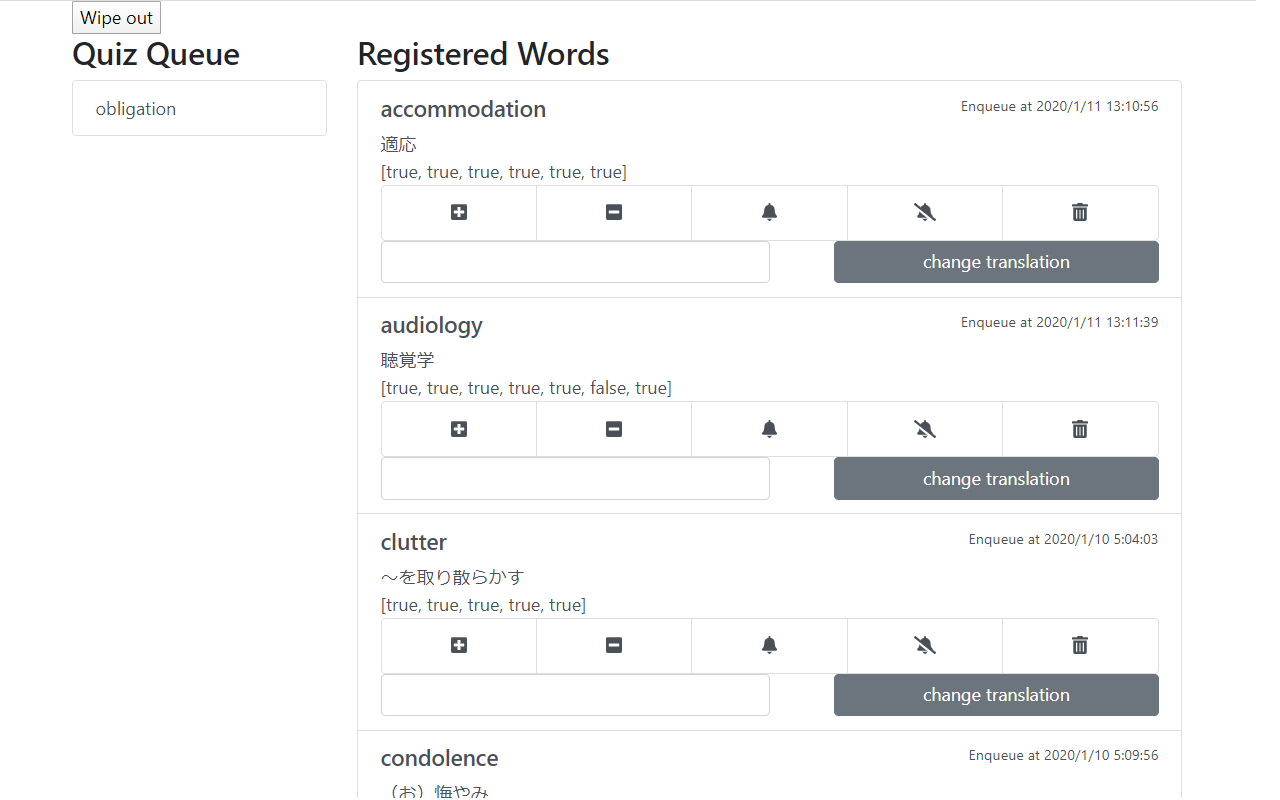 Wipe out
Quiz Queue
obligation
Registered Words
accommodation
Enqueue at 2020/1/11 13:10:56
適応
[true, true, true, true, true, true]
change translation
audiology
Enqueue at 2020/1/11 13:11:39
聴覚学
[true, true, true, true, true, false, true]
change translation
clutter
Enqueue at 2020/1/10 5:04:03
～を取り散らかす
[true, true, true, true, true]
change translation
condolence
Enqueue at 2020/1/10 5:09:56
（お）悔やみ